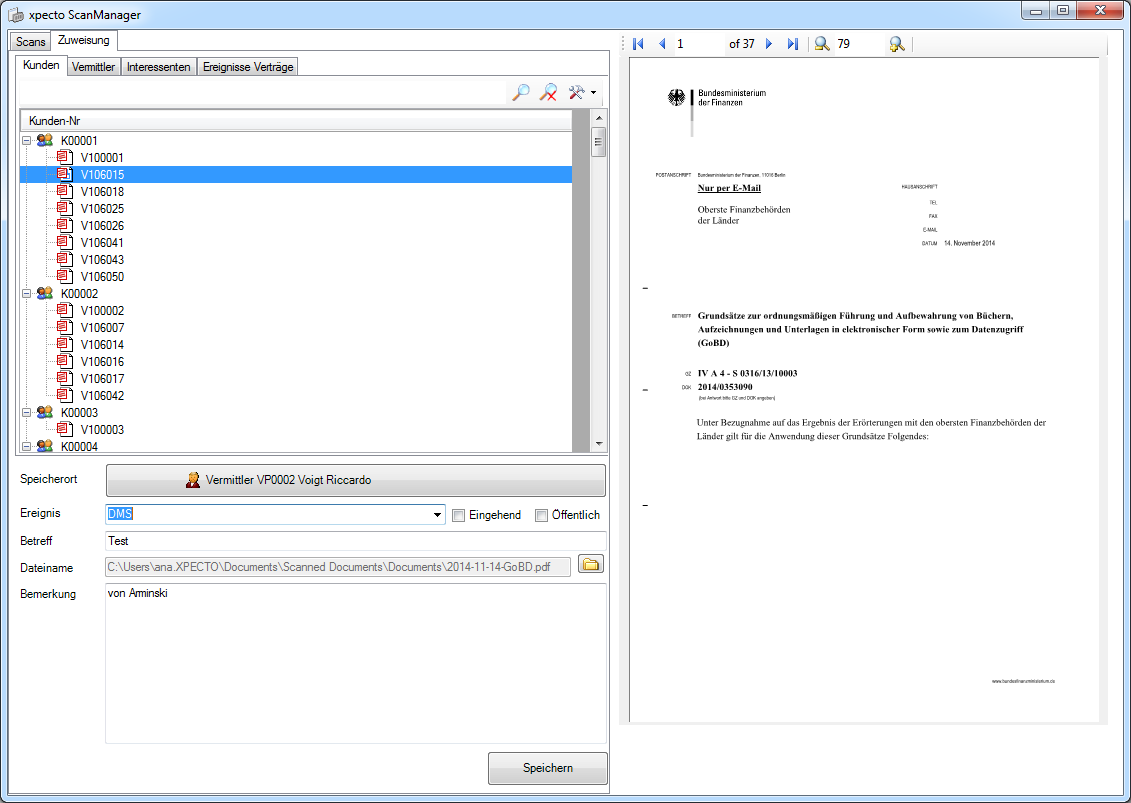 xpecto ScanManager
Scans
Zuweisung
Kunden
Vermittler
Interessenten
Ereignisse Verträge
Kunden-Nr
K00001
V100001
V106015
V106018
V106025
V106026
V106041
V106043
V106050
K00002
V100002
V106007
V106014
V106016
V106017
V106042
K00003
V100003
K00004
Speicherort
Vermittler VP0002 Voigt Riccardo
Ereignis
DMS
Eingehend
Öffentlich
Betreff
Test
Dateiname
C:\Users\ana.XPECTO\Documents\Scanned Documents\Documents\2014-11-14-GoBD.pdf
Bemerkung
von Arminski
Speichern
1
of 37
79
Bundesministerium
der Finanzen
POSTANSCHRIFT Bundesministerium der Finanzen, 11016 Berlin
Nur per E-Mail
Oberste Finanzbehörden
der Länder
HAUSANSCHRIFT
TEL
FAX
E-MAIL
DATUM 14. November 2014
BETREFF Grundsätze zur ordnungsmäßigen Führung und Aufbewahrung von Büchern,
Aufzeichnungen und Unterlagen in elektronischer Form sowie zum Datenzugriff
(GoBD)
GZ IV A 4 - S 0316/13/10003
DOK 2014/0353090
(bei Antwort bitte GZ und DOK angeben)
Unter Bezugnahme auf das Ergebnis der Erörterungen mit den obersten Finanzbehörden der
Länder gilt für die Anwendung dieser Grundsätze Folgendes:
www.bundesfinanzministerium.de